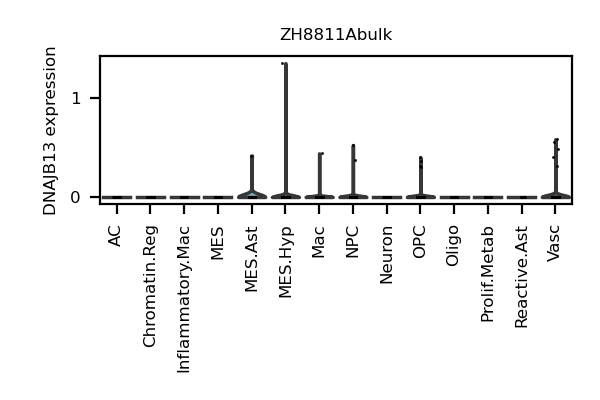 ZH8811Abulk
DNAJB13 expression
1
0
AC
Chromatin.Reg
Inflammatory.Mac
MES
MES.Ast
MES.Hyp
Mac
NPC
Neuron
OPC
Oligo
Prolif.Metab
Reactive.Ast
Vasc